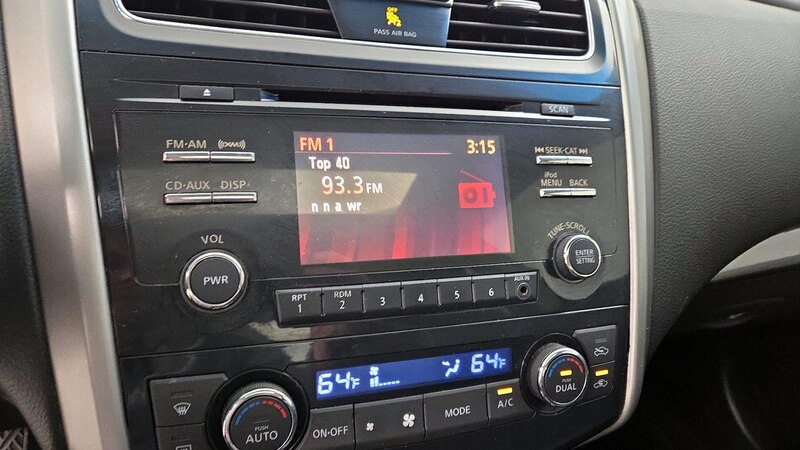 OFF
PASS AIR BAG
SCAN
FM·AM
(XM)
SEEK·CAT
CD·AUX
DISP
iPod
MENU
BACK
FM 1
3:15
Top 40
93.3 FM
n n a wr
VOL
PWR
TUNE·SCROLL
ENTER
SETTING
RPT
1
RDM
2
3
4
5
6
AUX IN
64°F
64°F
PUSH
AUTO
ON·OFF
MODE
A/C
PUSH
DUAL